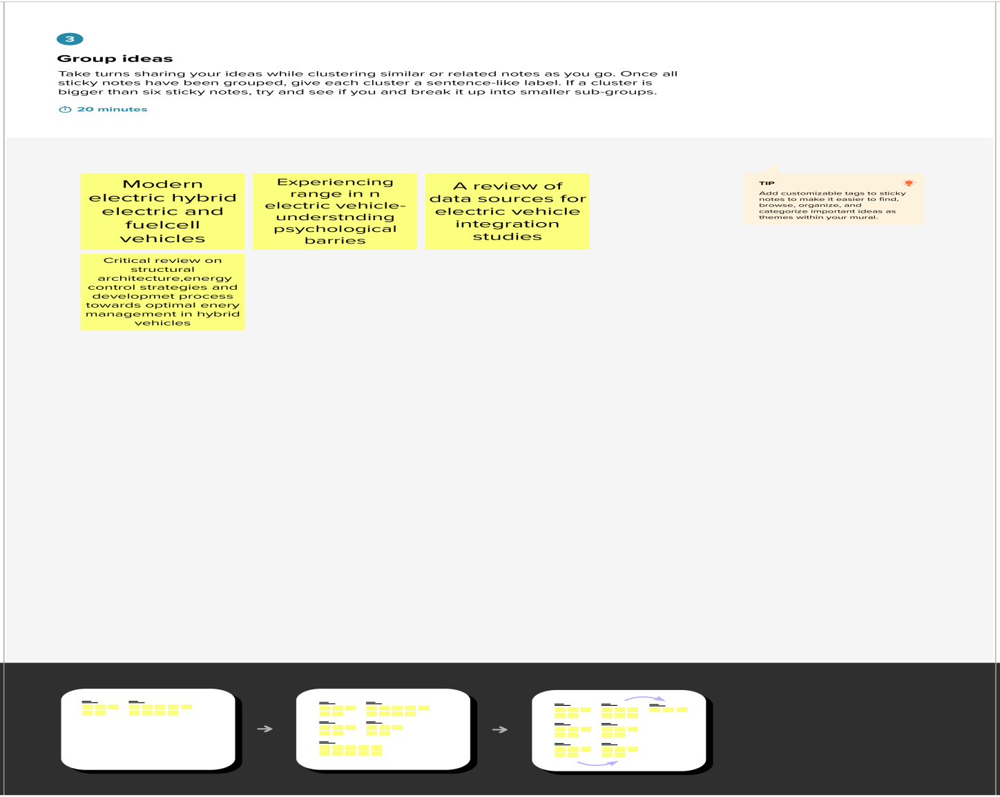 3
Group ideas
Take turns sharing your ideas while clustering similar or related notes as you go. Once all
sticky notes have been grouped, give each cluster a sentence-like label. If a cluster is
bigger than six sticky notes, try and see if you and break it up into smaller sub-groups.
20 minutes
Modern
electric hybrid
electric and
fuelcell
vehicles
Experiencing
range in n
electric vehicle-
understnding
psychological
barries
A review of
data sources for
electric vehicle
integration
studies
TIP
Add customizable tags to sticky
notes to make it easier to find,
browse, organize, and
categorize important ideas as
themes within your mural.
Critical review on
structural
architecture,energy
control strategies and
developmet process
towards optimal enery
management in hybrid
vehicles